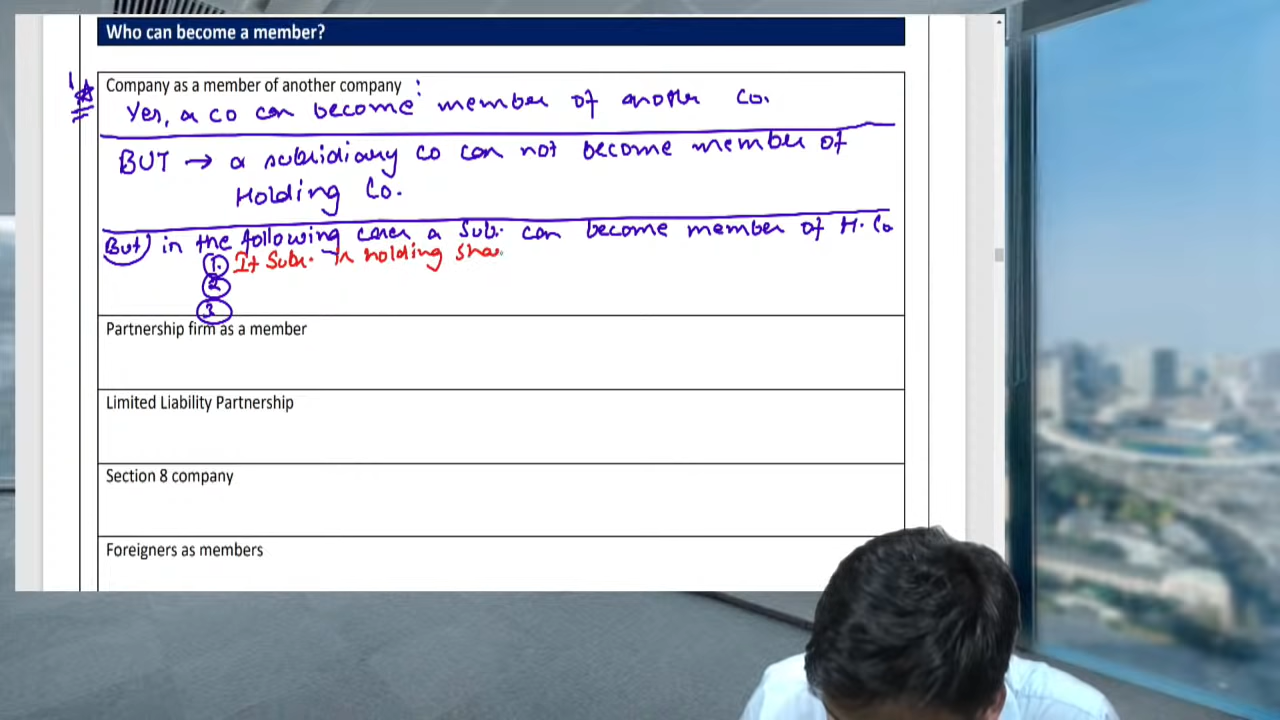 Who can become a member?
Company as a member of another company :
Yes, a co can become member of another co.
BUT → a subsidiary co can not become member of
Holding Co.
But in the following cases a Sub. can become member of H. Co
1. If Subs. is holding shar
2
3
Partnership firm as a member
Limited Liability Partnership
Section 8 company
Foreigners as members